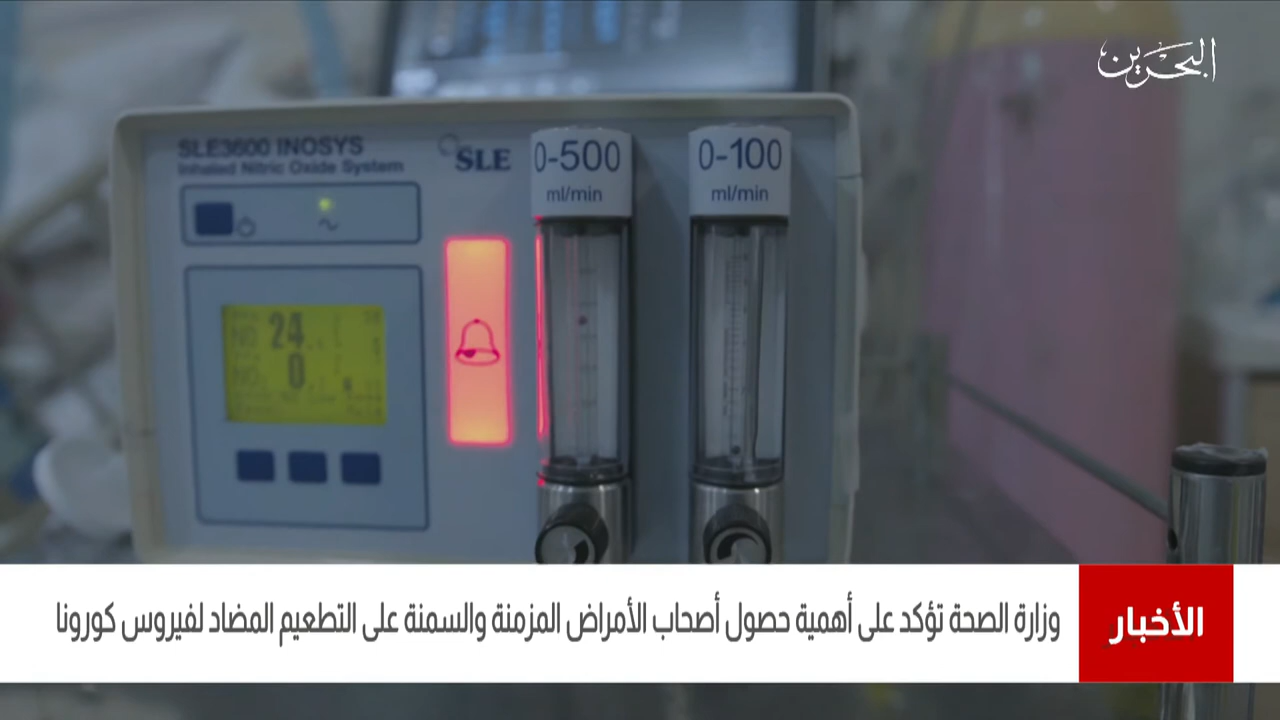 البحرين
SLE3600 INOSYS
Inhaled Nitric Oxide System
SLE
0-500
ml/min
0-100
ml/min
NO 24
0
الأخبار
وزارة الصحة تؤكد على أهمية حصول أصحاب الأمراض المزمنة والسمنة على التطعيم المضاد لفيروس كورونا